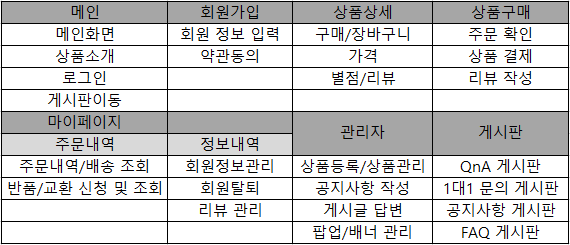 메인 회원가입 상품상세 상품구매
메인화면 회원 정보 입력 구매/장바구니 주문 확인
상품소개 약관동의 가격 상품 결제
로그인 별점/리뷰 리뷰 작성
게시판이동
마이페이지 관리자 게시판
주문내역 정보내역
주문내역/배송 조회 회원정보관리 상품등록/상품관리 QnA 게시판
반품/교환 신청 및 조회 회원탈퇴 공지사항 작성 1대1 문의 게시판
리뷰 관리 게시글 답변 공지사항 게시판
팝업/배너 관리 FAQ 게시판